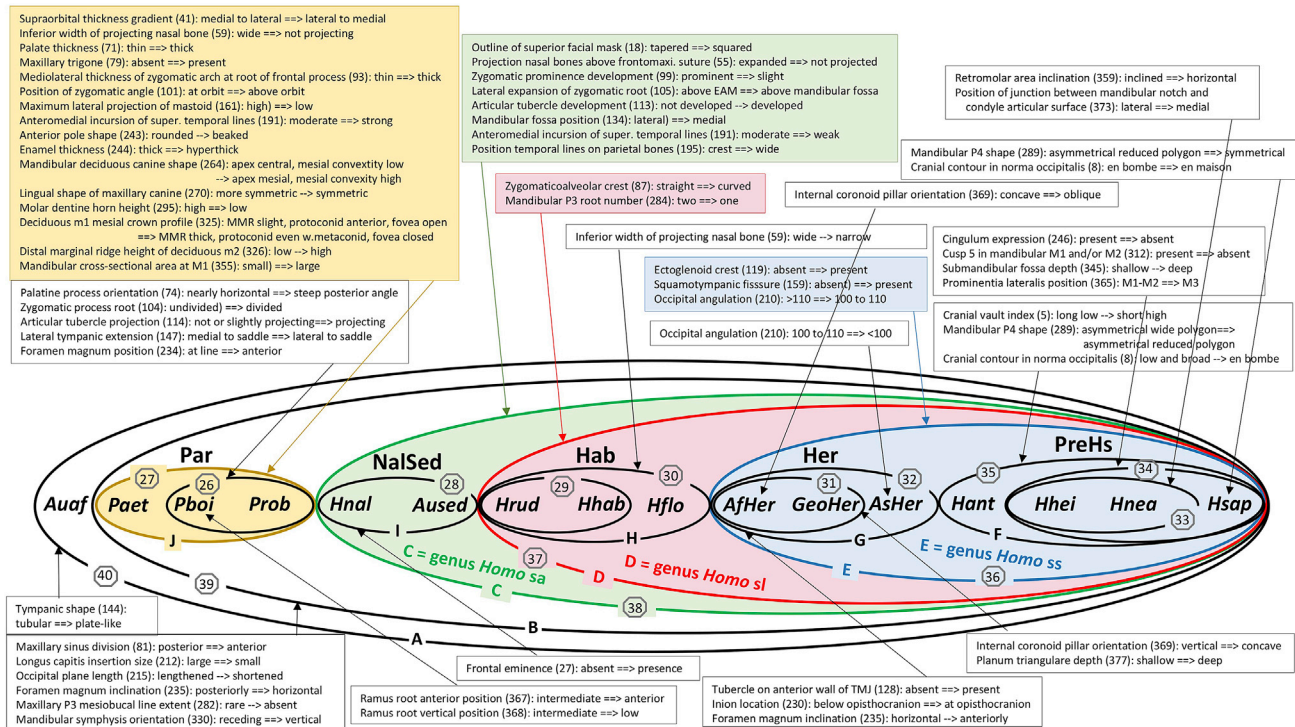 Supraorbital thickness gradient (41): medial to lateral ==> lateral to medial
Inferior width of projecting nasal bone (59): wide ==> not projecting
Palate thickness (71): thin ==> thick
Maxillary trigone (79): absent ==> present
Mediolateral thickness of zygomatic arch at root of frontal process (93): thin ==> thick
Position of zygomatic angle (101): at orbit ==> above orbit
Maximum lateral projection of mastoid (161): high) ==> low
Anteromedial incursion of super. temporal lines (191): moderate ==> strong
Anterior pole shape (243): rounded --> beaked
Enamel thickness (244): thick ==> hyperthick
Mandibular deciduous canine shape (264): apex central, mesial convextity low
--> apex mesial, mesial convexity high
Lingual shape of maxillary canine (270): more symmetric --> symmetric
Molar dentine horn height (295): high ==> low
Deciduous m1 mesial crown profile (325): MMR slight, protoconid anterior, fovea open
==> MMR thick, protoconid even w.metaconid, fovea closed
Distal marginal ridge height of deciduous m2 (326): low --> high
Mandibular cross-sectional area at M1 (355): small) ==> large
Palatine process orientation (74): nearly horizontal ==> steep posterior angle
Zygomatic process root (104): undivided) ==> divided
Articular tubercle projection (114): not or slightly projecting==> projecting
Lateral tympanic extension (147): medial to saddle ==> lateral to saddle
Foramen magnum position (234): at line ==> anterior
Outline of superior facial mask (18): tapered ==> squared
Projection nasal bones above frontomaxi. suture (55): expanded ==> not projected
Zygomatic prominence development (99): prominent ==> slight
Lateral expansion of zygomatic root (105): above EAM ==> above mandibular fossa
Articular tubercle development (113): not developed --> developed
Mandibular fossa position (134): lateral) ==> medial
Anteromedial incursion of super. temporal lines (191): moderate ==> weak
Position temporal lines on parietal bones (195): crest ==> wide
Zygomaticoalveolar crest (87): straight ==> curved
Mandibular P3 root number (284): two ==> one
Inferior width of projecting nasal bone (59): wide --> narrow
Ectoglenoid crest (119): absent ==> present
Squamotympanic fisssure (159): absent) ==> present
Occipital angulation (210): >110 ==> 100 to 110
Occipital angulation (210): 100 to 110 ==> <100
Internal coronoid pillar orientation (369): concave ==> oblique
Retromolar area inclination (359): inclined ==> horizontal
Position of junction between mandibular notch and
condyle articular surface (373): lateral ==> medial
Mandibular P4 shape (289): asymmetrical reduced polygon ==> symmetrical
Cranial contour in norma occipitalis (8): en bombe ==> en maison
Cingulum expression (246): present ==> absent
Cusp 5 in mandibular M1 and/or M2 (312): present ==> absent
Submandibular fossa depth (345): shallow --> deep
Prominentia lateralis position (365): M1-M2 ==> M3
Cranial vault index (5): long low --> short high
Mandibular P4 shape (289): asymmetrical wide polygon==>
asymmetrical reduced polygon
Cranial contour in norma occipitalis (8): low and broad --> en bombe
Par NalSed Hab Her PreHs
27 26 28 29 30 31 32 35 34
Auaf Paet Pboi Prob Hnal Aused Hrud Hhab Hflo AfHer GeoHer AsHer Hant Hhei Hnea Hsap
33
J I H G F
40 39 38 37 36
C = genus Homo sa
D = genus Homo sl
E = genus Homo ss
C D E
B
A
Tympanic shape (144):
tubular ==> plate-like
Maxillary sinus division (81): posterior ==> anterior
Longus capitis insertion size (212): large ==> small
Occipital plane length (215): lengthened --> shortened
Foramen magnum inclination (235): posteriorly ==> horizontal
Maxillary P3 mesiobucal line extent (282): rare --> absent
Mandibular symphysis orientation (330): receding ==> vertical
Ramus root anterior position (367): intermediate ==> anterior
Ramus root vertical position (368): intermediate ==> low
Frontal eminence (27): absent ==> presence
Tubercle on anterior wall of TMJ (128): absent ==> present
Inion location (230): below opisthocranion ==> at opisthocranion
Foramen magnum inclination (235): horizontal --> anteriorly
Internal coronoid pillar orientation (369): vertical ==> concave
Planum triangulare depth (377): shallow ==> deep